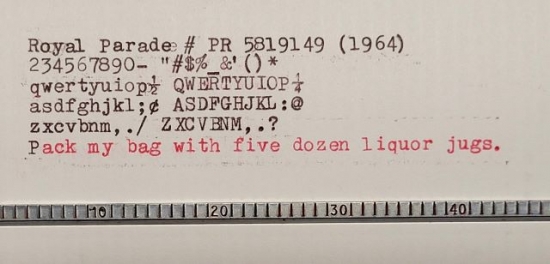 Royal Parade # PR 5819149 (1964)
234567890- "#$%_&'()*
qwertyuiop½ QWERTYUIOP¼
asdfghjkl;¢ ASDFGHJKL:@
zxcvbnm,./ ZXCVBNM,.?
Pack my bag with five dozen liquor jugs.
10 20 30 40